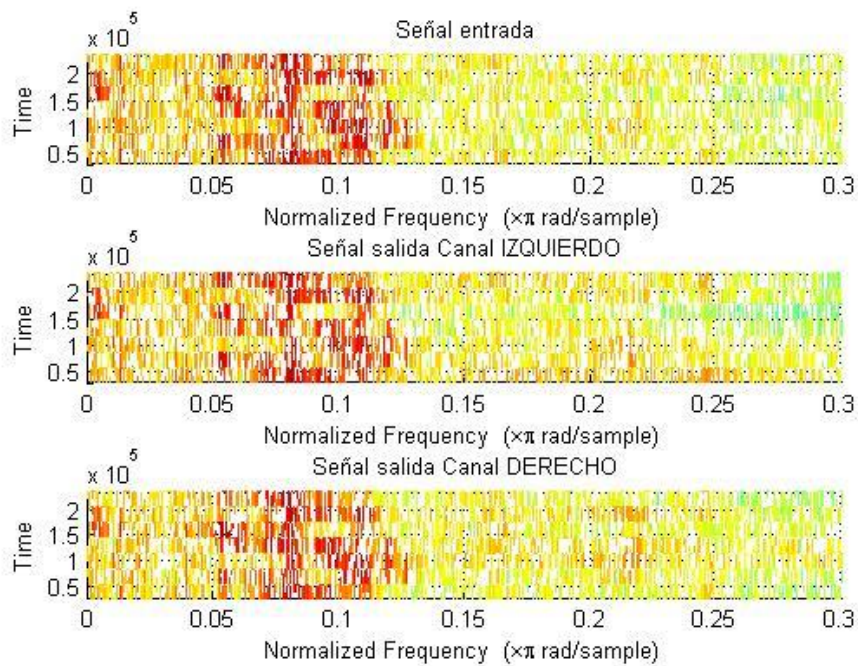 x 10^5
Señal entrada
Time
2
1.5
1
0.5
0 0.05 0.1 0.15 0.2 0.25 0.3
Normalized Frequency (×π rad/sample)
x 10^5
Señal salida Canal IZQUIERDO
Time
2
1.5
1
0.5
0 0.05 0.1 0.15 0.2 0.25 0.3
Normalized Frequency (×π rad/sample)
x 10^5
Señal salida Canal DERECHO
Time
2
1.5
1
0.5
0 0.05 0.1 0.15 0.2 0.25 0.3
Normalized Frequency (×π rad/sample)